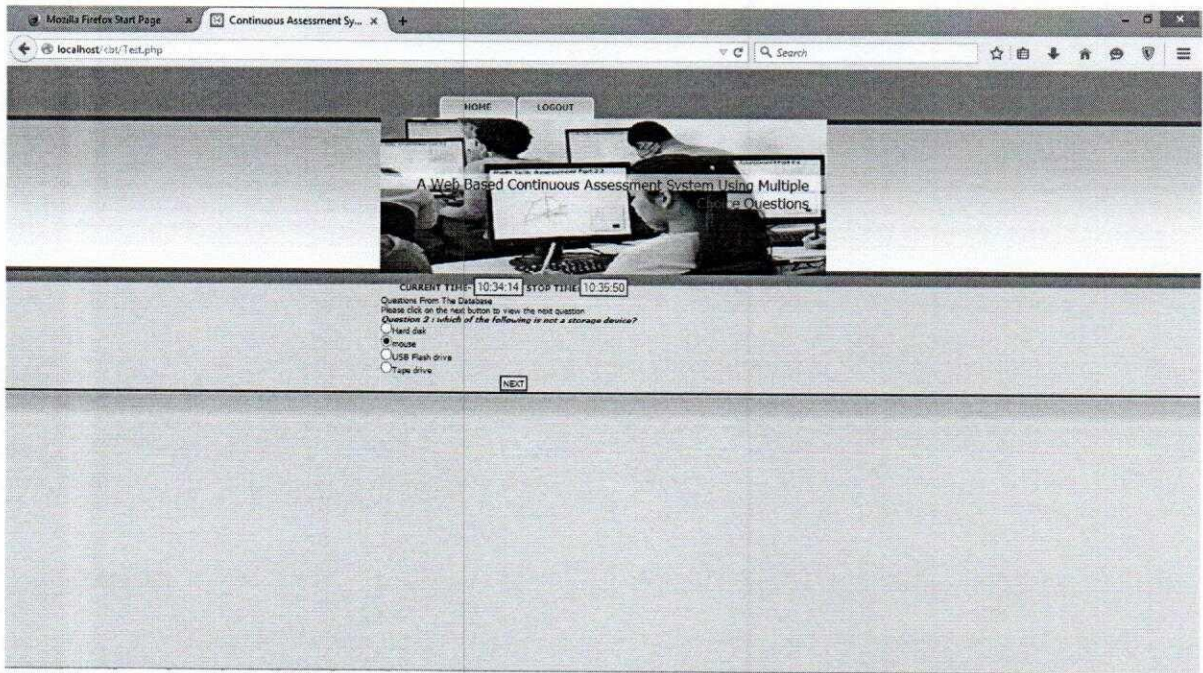 Mozilla Firefox Start Page × Continuous Assessment Sy... × +
localhost/cbt/Test.php Search
HOME LOGOUT
A Web Based Continuous Assessment System Using Multiple
Choice Questions
CURRENT TIME- 10:34:14 STOP TIME: 10:35:50
Questions From The Database
Please click on the next button to view the next question
Question 2 : which of the following is not a storage device?
Hard disk
mouse
USB Flash drive
Tape drive
NEXT